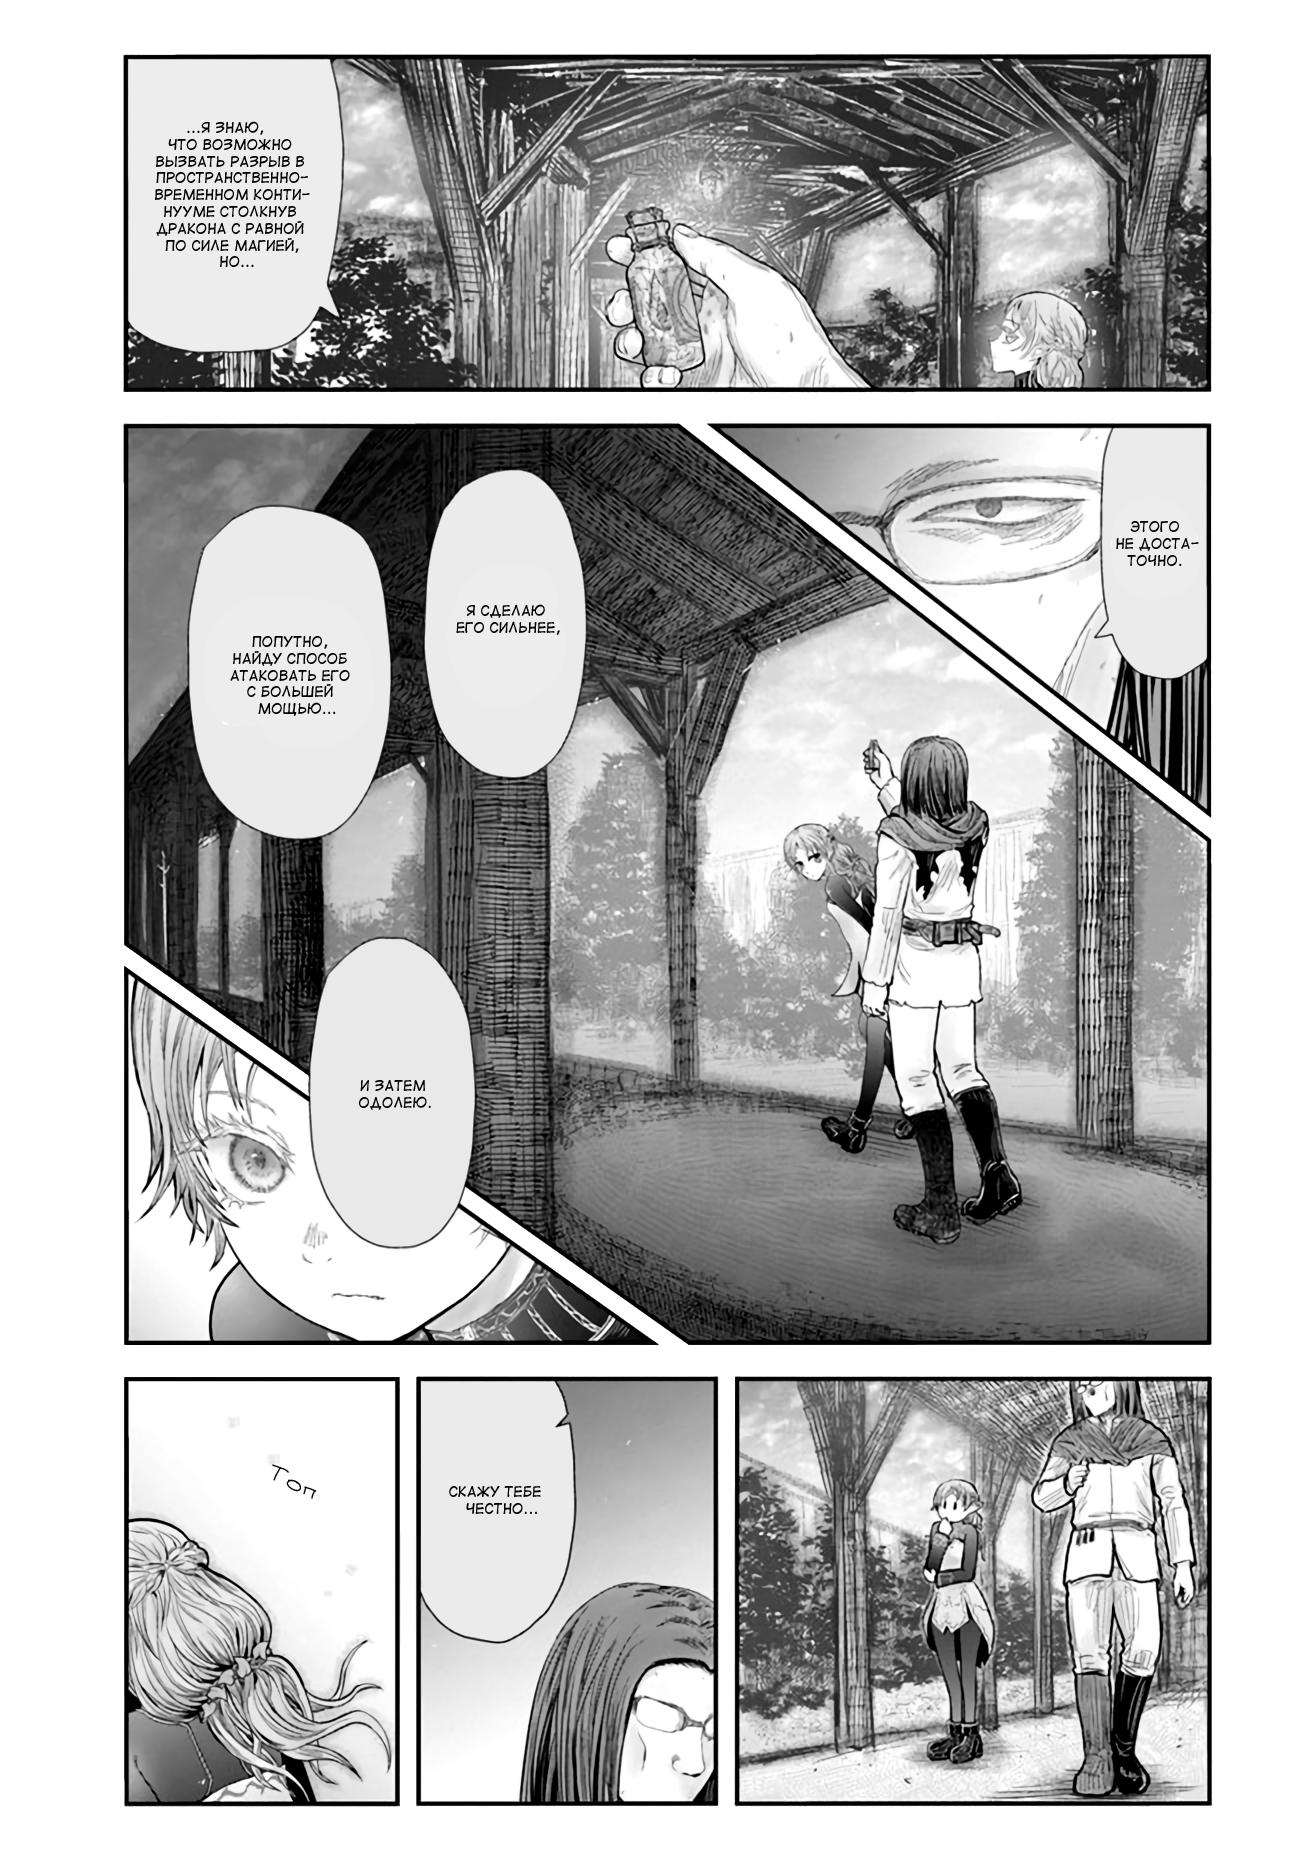 ...Я ЗНАЮ,
ЧТО ВОЗМОЖНО
ВЫЗВАТЬ РАЗРЫВ В
ПРОСТРАНСТВЕННО-
ВРЕМЕННОМ КОНТИ-
НУУМЕ СТОЛКНУВ
ДРАКОНА С РАВНОЙ
ПО СИЛЕ МАГИЕЙ,
НО...
ЭТОГО
НЕ ДОСТА-
ТОЧНО.
Я СДЕЛАЮ
ЕГО СИЛЬНЕЕ,
ПОПУТНО,
НАЙДУ СПОСОБ
АТАКОВАТЬ ЕГО
С БОЛЬШЕЙ
МОЩЬЮ...
И ЗАТЕМ
ОДОЛЕЮ.
СКАЖУ ТЕБЕ
ЧЕСТНО...
Топ